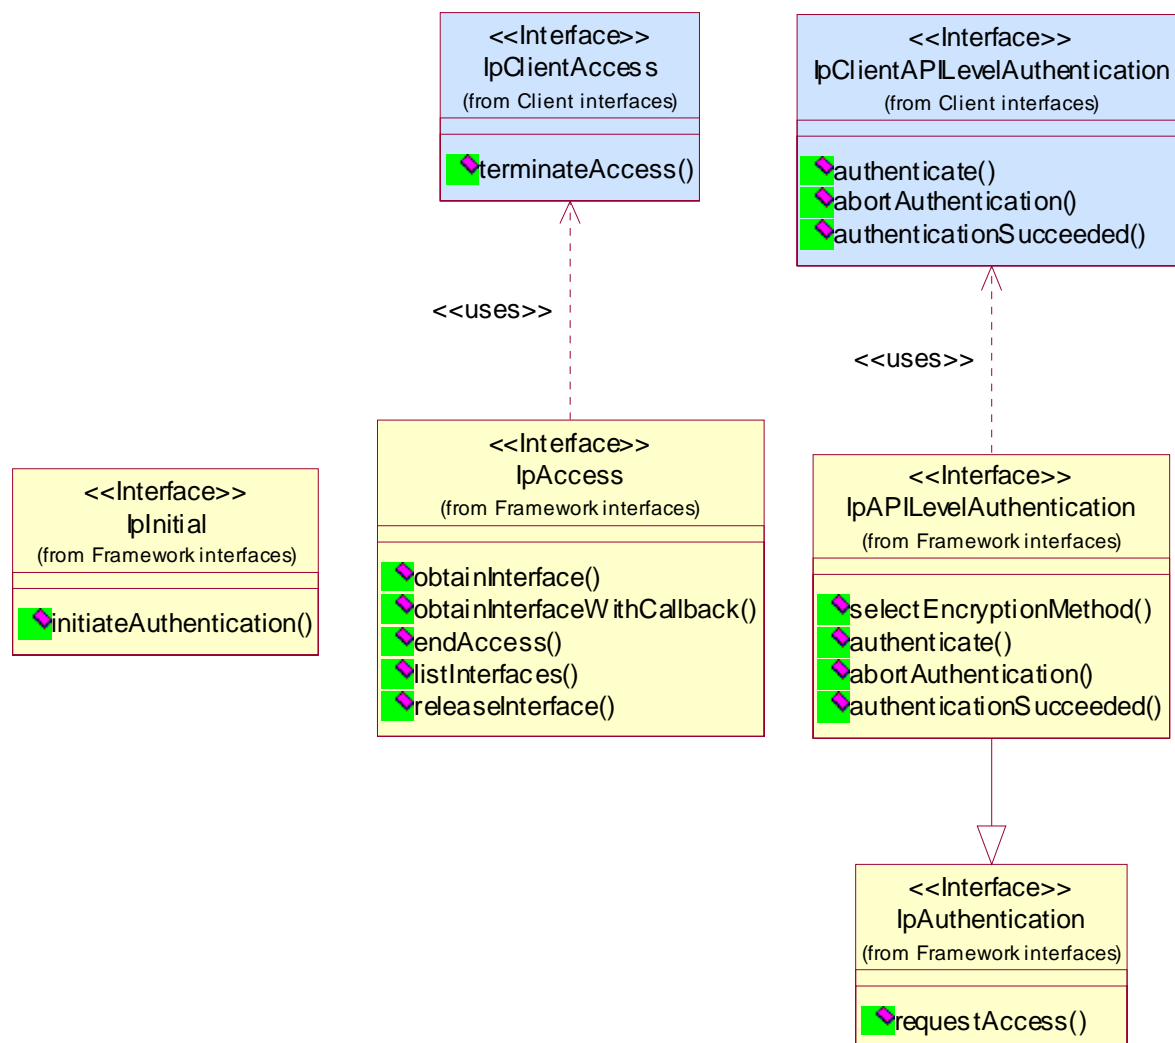 <<Interface>>
IpClientAccess
(from Client interfaces)
terminateAccess()
<<Interface>>
IpClientAPILevelAuthentication
(from Client interfaces)
authenticate()
abortAuthentication()
authenticationSucceeded()
<<uses>>
<<uses>>
<<Interface>>
IpInitial
(from Framework interfaces)
initiateAuthentication()
<<Interface>>
IpAccess
(from Framework interfaces)
obtainInterface()
obtainInterfaceWithCallback()
endAccess()
listInterfaces()
releaseInterface()
<<Interface>>
IpAPILevelAuthentication
(from Framework interfaces)
selectEncryptionMethod()
authenticate()
abortAuthentication()
authenticationSucceeded()
<<Interface>>
IpAuthentication
(from Framework interfaces)
requestAccess()